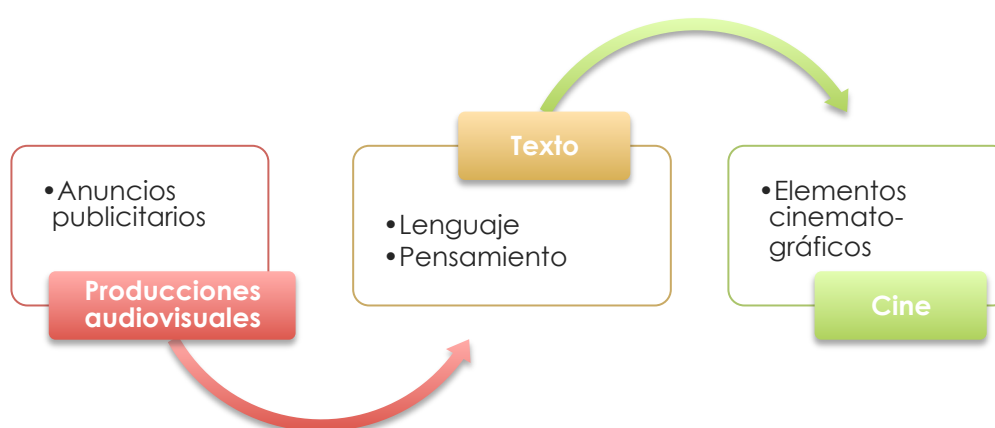 •Anuncios
publicitarios
Producciones
audiovisuales
Texto
•Lenguaje
•Pensamiento
•Elementos
cinemato-
gráficos
Cine